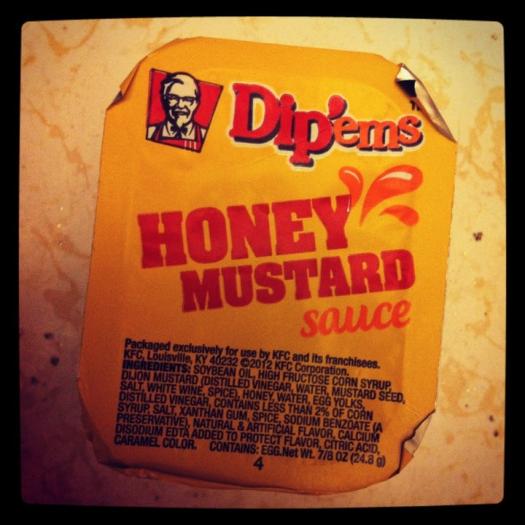 Dip'ems
HONEY
MUSTARD
sauce
Packaged exclusively for use by KFC and its franchisees.
KFC, Louisville, KY 40232 ©2012 KFC Corporation.
INGREDIENTS: SOYBEAN OIL, HIGH FRUCTOSE CORN SYRUP,
DIJON MUSTARD (DISTILLED VINEGAR, WATER, MUSTARD SEED,
SALT, WHITE WINE, SPICE), HONEY, WATER, EGG YOLKS,
DISTILLED VINEGAR, CONTAINS LESS THAN 2% OF CORN
SYRUP, SALT, XANTHAN GUM, SPICE, SODIUM BENZOATE (A
PRESERVATIVE), NATURAL & ARTIFICIAL FLAVOR, CALCIUM
DISODIUM EDTA ADDED TO PROTECT FLAVOR, CITRIC ACID,
CARAMEL COLOR. CONTAINS: EGG.Net Wt. 7/8 OZ (24.8 g)
4